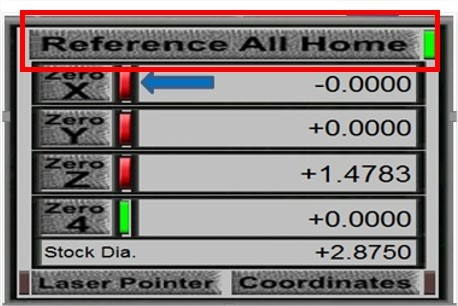 Reference All Home
Zero X -0.0000
Zero Y +0.0000
Zero Z +1.4783
Zero 4 +0.0000
Stock Dia. +2.8750
Laser Pointer Coordinates